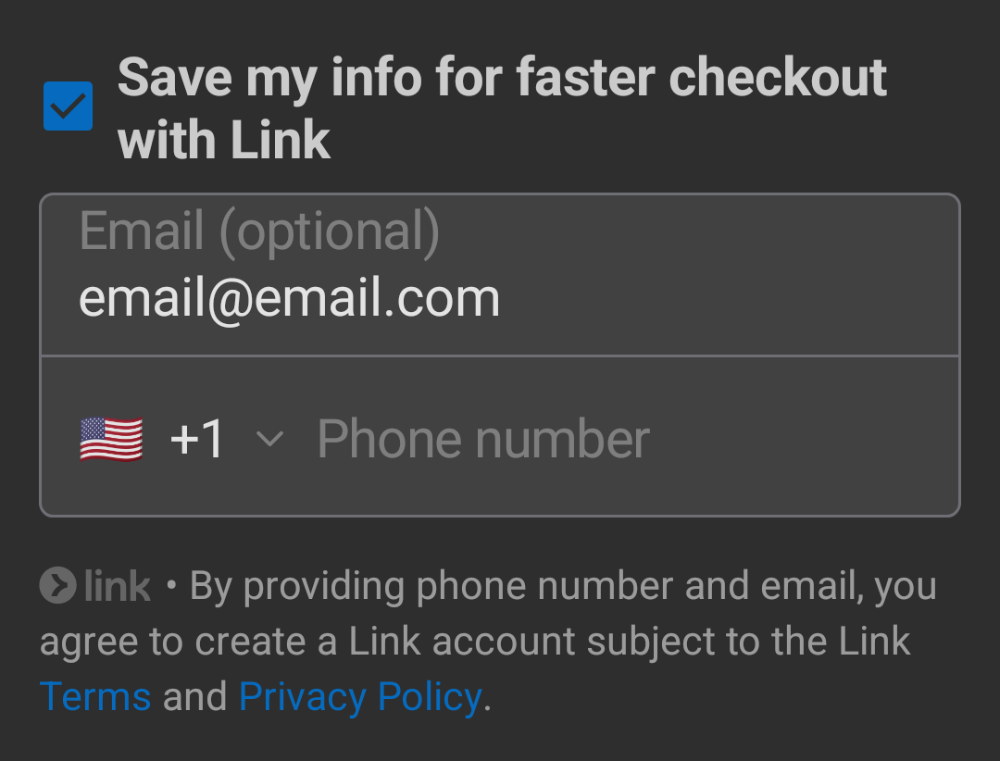 Save my info for faster checkout
with Link
Email (optional)
email@email.com
+1 Phone number
link • By providing phone number and email, you
agree to create a Link account subject to the Link
Terms and Privacy Policy.